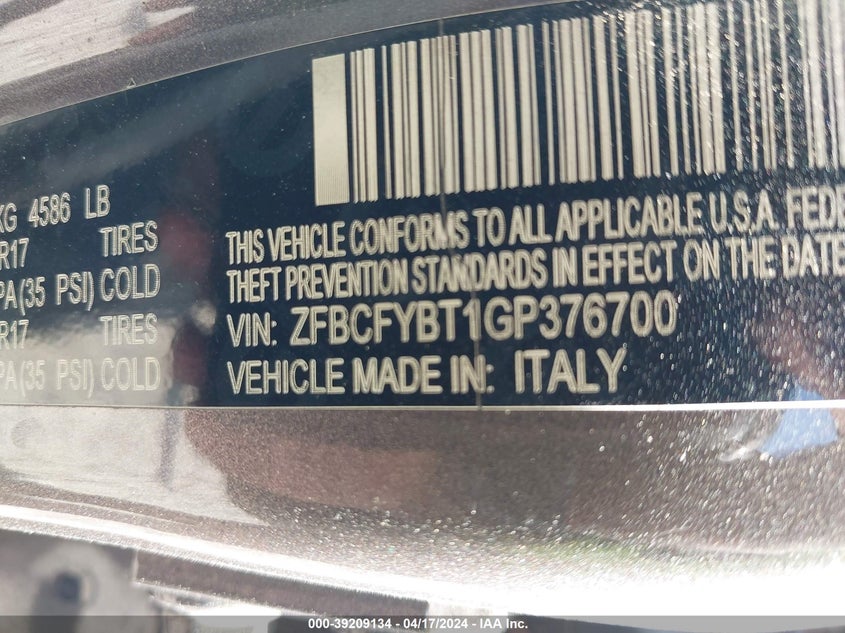 KG 4586 LB
R17 TIRES
PA(35 PSI) COLD
R17 TIRES
PA(35 PSI) COLD
THIS VEHICLE CONFORMS TO ALL APPLICABLE U.S.A. FEDE
THEFT PREVENTION STANDARDS IN EFFECT ON THE DATE
VIN: ZFBCFYBT1GP376700
VEHICLE MADE IN: ITALY
000-39209134 - 04/17/2024 - IAA Inc.